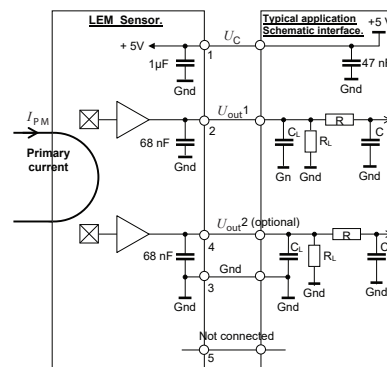 LEM Sensor.
Typical application
Schematic interface.
+5 V
+ 5V
U_C
1
1µF
47 nF
Gnd
Gnd
I_PM
U_out1
2
R
Primary
current
68 nF
C_L
R_L
C
Gnd
Gn
Gnd
Gnd
U_out2 (optional)
4
R
68 nF
C_L
R_L
C
Gnd
3
Gnd
Gnd
Gnd
Gnd
Not connected
5